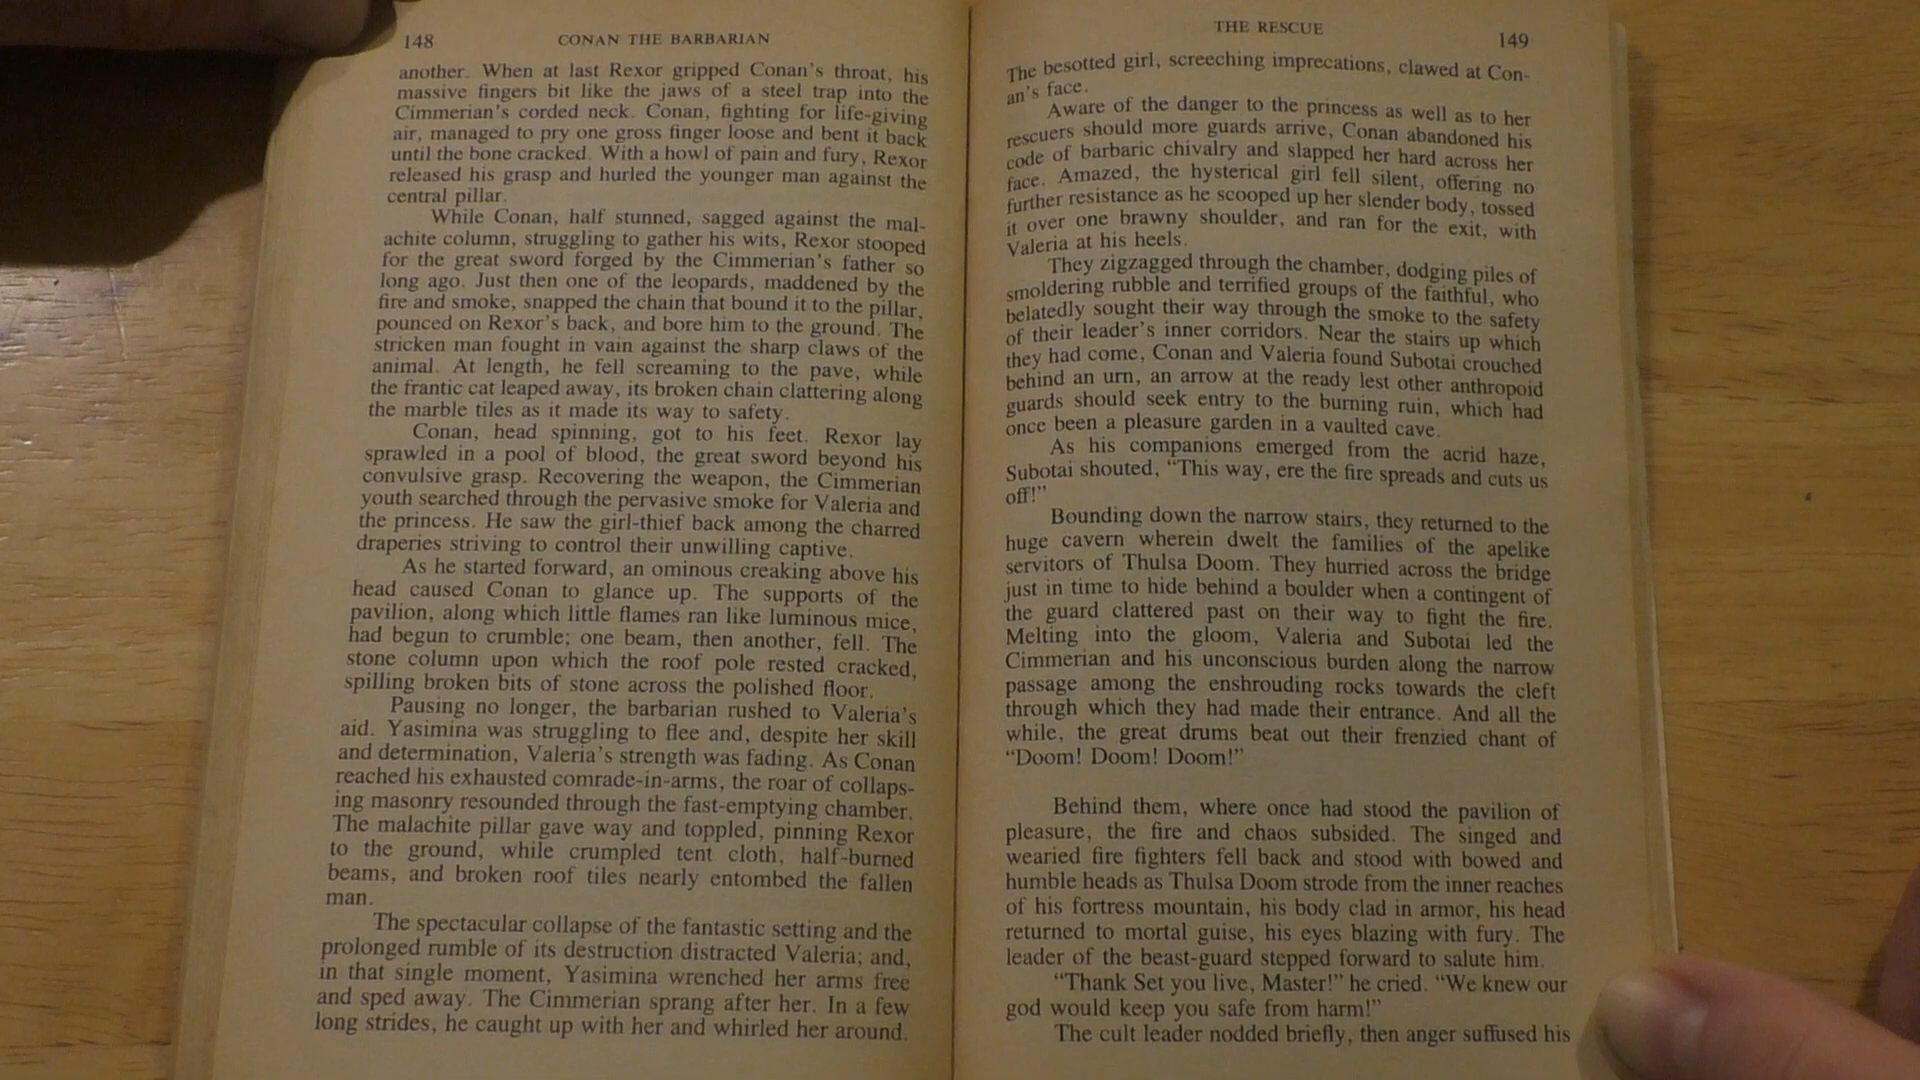 148
CONAN THE BARBARIAN
another. When at last Rexor gripped Conan's throat, his
massive fingers bit like the jaws of a steel trap into the
Cimmerian's corded neck. Conan, fighting for life-giving
air, managed to pry one gross finger loose and bent it back
until the bone cracked. With a howl of pain and fury, Rexor
released his grasp and hurled the younger man against the
central pillar.
While Conan, half stunned, sagged against the mal-
achite column, struggling to gather his wits, Rexor stooped
for the great sword forged by the Cimmerian's father so
long ago. Just then one of the leopards, maddened by the
fire and smoke, snapped the chain that bound it to the pillar,
pounced on Rexor's back, and bore him to the ground. The
stricken man fought in vain against the sharp claws of the
animal. At length, he fell screaming to the pave, while
the frantic cat leaped away, its broken chain clattering along
the marble tiles as it made its way to safety.
Conan, head spinning, got to his feet. Rexor lay
sprawled in a pool of blood, the great sword beyond his
convulsive grasp. Recovering the weapon, the Cimmerian
youth searched through the pervasive smoke for Valeria and
the princess. He saw the girl-thief back among the charred
draperies striving to control their unwilling captive.
As he started forward, an ominous creaking above his
head caused Conan to glance up. The supports of the
pavilion, along which little flames ran like luminous mice,
had begun to crumble; one beam, then another, fell. The
stone column upon which the roof pole rested cracked,
spilling broken bits of stone across the polished floor.
Pausing no longer, the barbarian rushed to Valeria's
aid. Yasimina was struggling to flee and, despite her skill
and determination, Valeria's strength was fading. As Conan
reached his exhausted comrade-in-arms, the roar of collaps-
ing masonry resounded through the fast-emptying chamber.
The malachite pillar gave way and toppled, pinning Rexor
to the ground, while crumpled tent cloth, half-burned
beams, and broken roof tiles nearly entombed the fallen
man.
The spectacular collapse of the fantastic setting and the
prolonged rumble of its destruction distracted Valeria; and,
in that single moment, Yasimina wrenched her arms free
and sped away. The Cimmerian sprang after her. In a few
long strides, he caught up with her and whirled her around.
THE RESCUE
149
The besotted girl, screeching imprecations, clawed at Con-
an's face.
Aware of the danger to the princess as well as to her
rescuers should more guards arrive, Conan abandoned his
code of barbaric chivalry and slapped her hard across her
face. Amazed, the hysterical girl fell silent, offering no
further resistance as he scooped up her slender body, tossed
it over one brawny shoulder, and ran for the exit, with
Valeria at his heels.
They zigzagged through the chamber, dodging piles of
smoldering rubble and terrified groups of the faithful, who
belatedly sought their way through the smoke to the safety
of their leader's inner corridors. Near the stairs up which
they had come, Conan and Valeria found Subotai crouched
behind an urn, an arrow at the ready lest other anthropoid
guards should seek entry to the burning ruin, which had
once been a pleasure garden in a vaulted cave.
As his companions emerged from the acrid haze,
Subotai shouted, “This way, ere the fire spreads and cuts us
off!”
Bounding down the narrow stairs, they returned to the
huge cavern wherein dwelt the families of the apelike
servitors of Thulsa Doom. They hurried across the bridge
just in time to hide behind a boulder when a contingent of
the guard clattered past on their way to fight the fire.
Melting into the gloom, Valeria and Subotai led the
Cimmerian and his unconscious burden along the narrow
passage among the enshrouding rocks towards the cleft
through which they had made their entrance. And all the
while, the great drums beat out their frenzied chant of
“Doom! Doom! Doom!”
Behind them, where once had stood the pavilion of
pleasure, the fire and chaos subsided. The singed and
wearied fire fighters fell back and stood with bowed and
humble heads as Thulsa Doom strode from the inner reaches
of his fortress mountain, his body clad in armor, his head
returned to mortal guise, his eyes blazing with fury. The
leader of the beast-guard stepped forward to salute him.
“Thank Set you live, Master!” he cried. “We knew our
god would keep you safe from harm!”
The cult leader nodded briefly, then anger suffused his